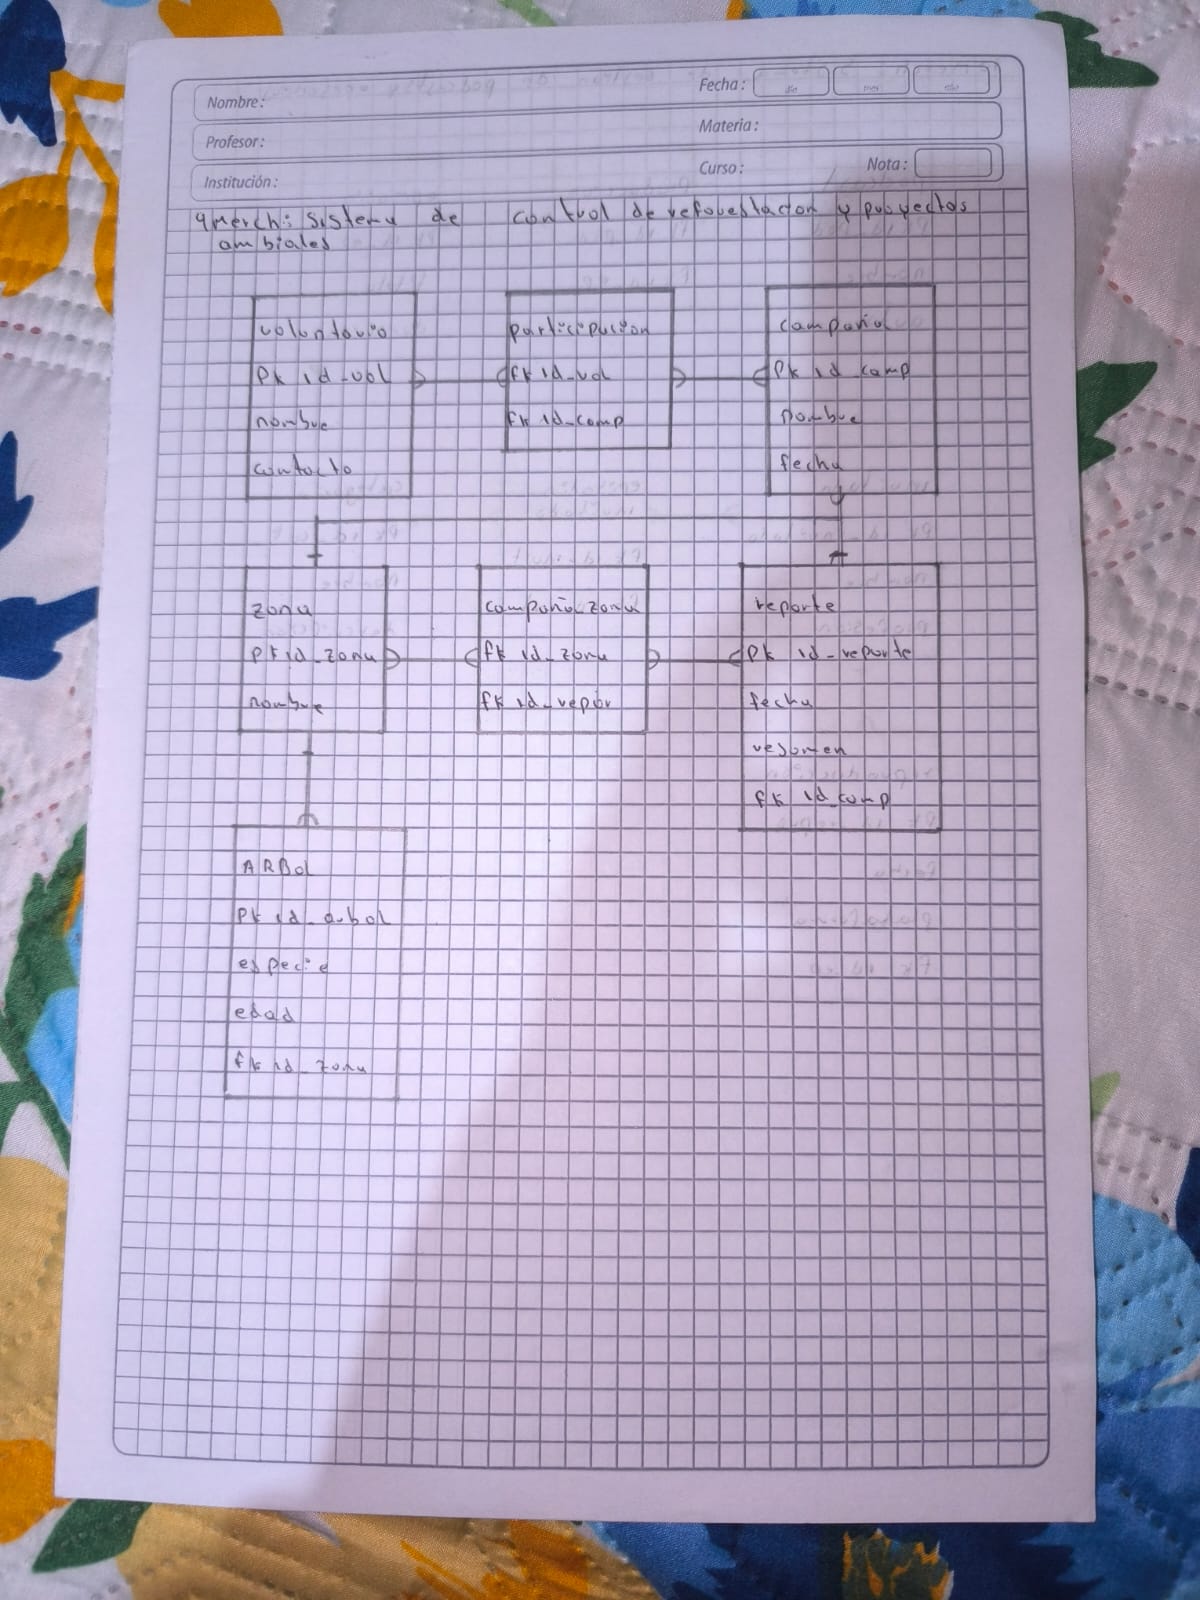 Nombre:
Fecha:
día
mes
año
Profesor:
Materia:
Institución:
Curso:
Nota:
4merch: Sistema de control de reforestacion y proyectos
ambiales
volontario
Pk id_vol
nombre
contacto
participacion
fk id_vol
fk id_comp
campaña
Pk id_comp
nombre
fecha
zona
Pk id_zona
nombre
campaña_zona
fk id_zona
fk id_repor
reporte
Pk id_reporte
fecha
resumen
fk id_comp
ARBol
Pk id_arbol
especie
edad
fk id_zona